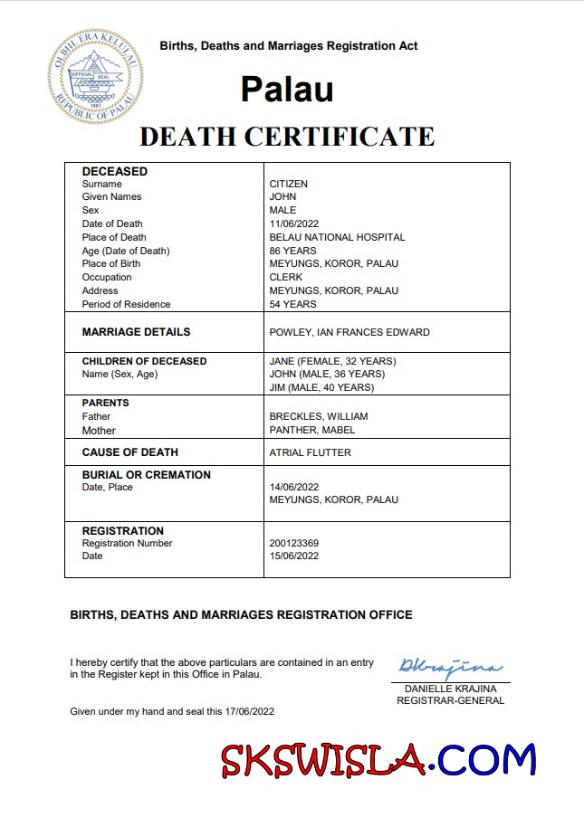 OLBIIL ERA KELULAU
OFFICIAL SEAL
1981
REPUBLIC OF PALAU
Births, Deaths and Marriages Registration Act
Palau
DEATH CERTIFICATE
DECEASED
Surname CITIZEN
Given Names JOHN
Sex MALE
Date of Death 11/06/2022
Place of Death BELAU NATIONAL HOSPITAL
Age (Date of Death) 86 YEARS
Place of Birth MEYUNGS, KOROR, PALAU
Occupation CLERK
Address MEYUNGS, KOROR, PALAU
Period of Residence 54 YEARS
MARRIAGE DETAILS POWLEY, IAN FRANCES EDWARD
CHILDREN OF DECEASED JANE (FEMALE, 32 YEARS)
Name (Sex, Age) JOHN (MALE, 36 YEARS)
JIM (MALE, 40 YEARS)
PARENTS
Father BRECKLES, WILLIAM
Mother PANTHER, MABEL
CAUSE OF DEATH ATRIAL FLUTTER
BURIAL OR CREMATION
Date, Place 14/06/2022
MEYUNGS, KOROR, PALAU
REGISTRATION
Registration Number 200123369
Date 15/06/2022
BIRTHS, DEATHS AND MARRIAGES REGISTRATION OFFICE
I hereby certify that the above particulars are contained in an entry
in the Register kept in this Office in Palau.
DKrajina
DANIELLE KRAJINA
REGISTRAR-GENERAL
Given under my hand and seal this 17/06/2022
SKSWISLA.COM